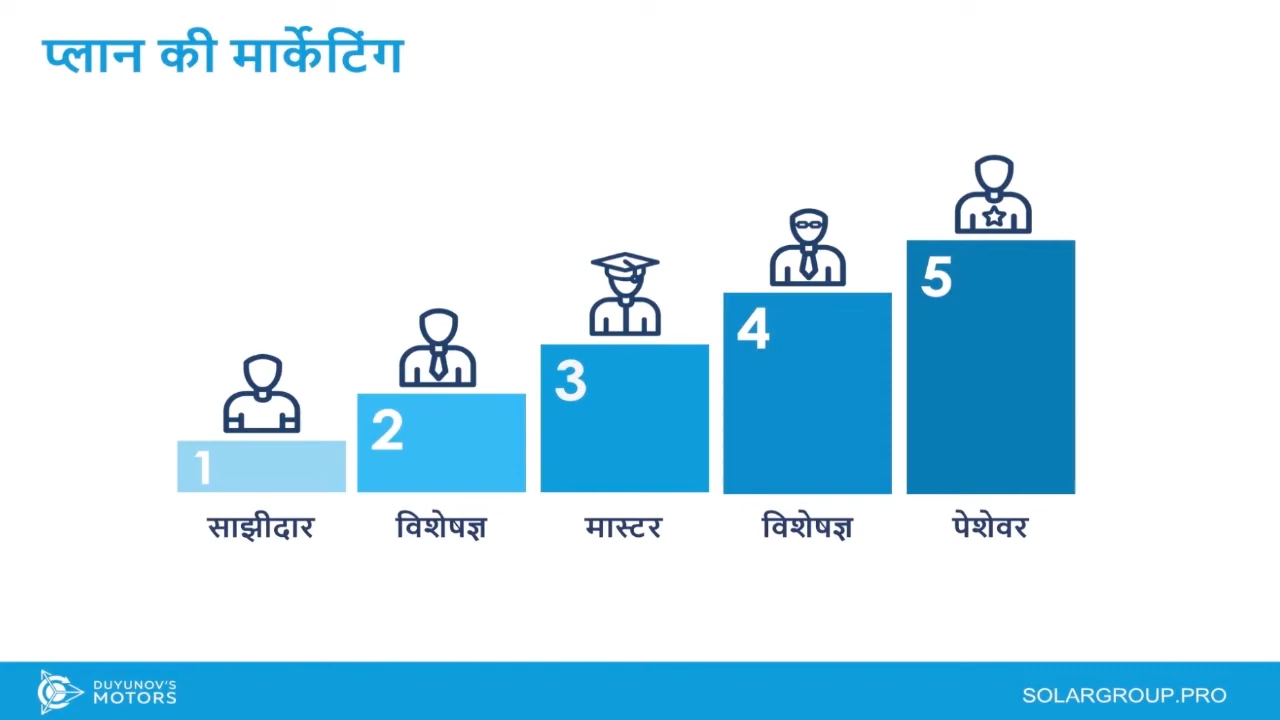 प्लान की मार्केटिंग
1
2
3
4
5
साझीदार
विशेषज्ञ
मास्टर
विशेषज्ञ
पेशेवर
DUYUNOV'S
MOTORS
SOLARGROUP.PRO